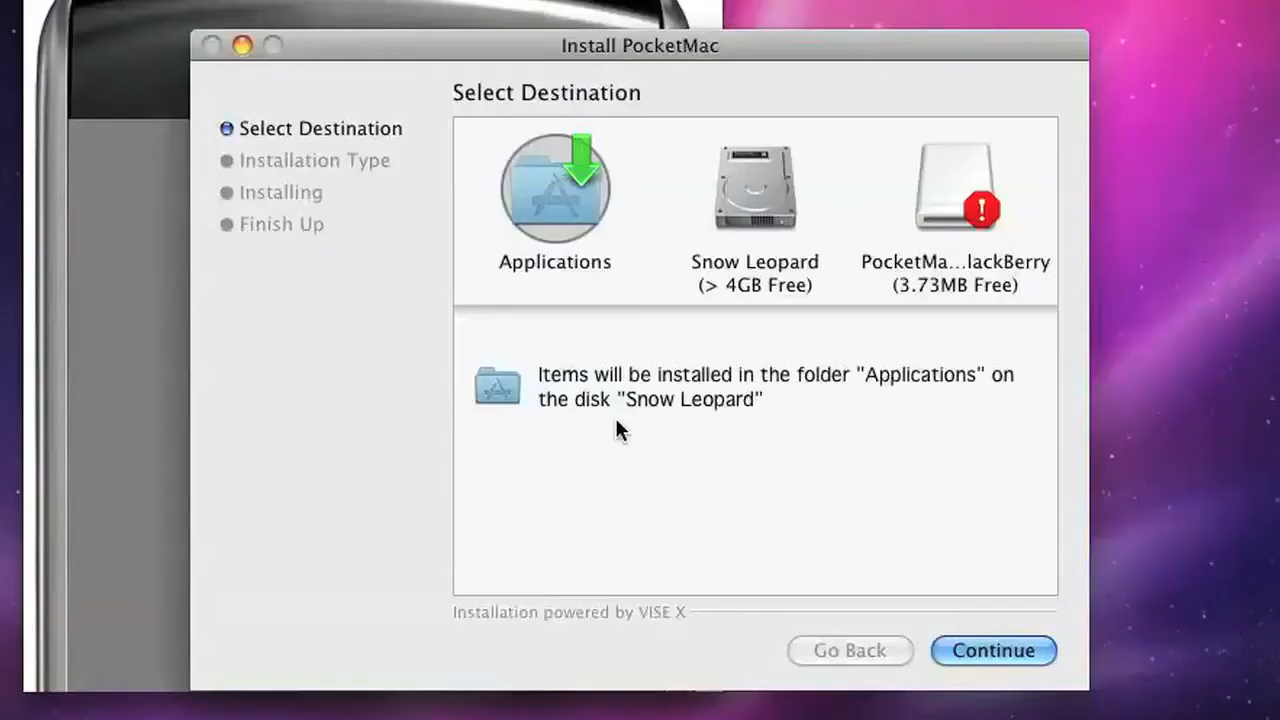 Install PocketMac
Select Destination
Select Destination
Installation Type
Installing
Finish Up
Applications
Snow Leopard
(> 4GB Free)
PocketMa...lackBerry
(3.73MB Free)
Items will be installed in the folder "Applications" on
the disk "Snow Leopard"
Installation powered by VISE X
Go Back
Continue